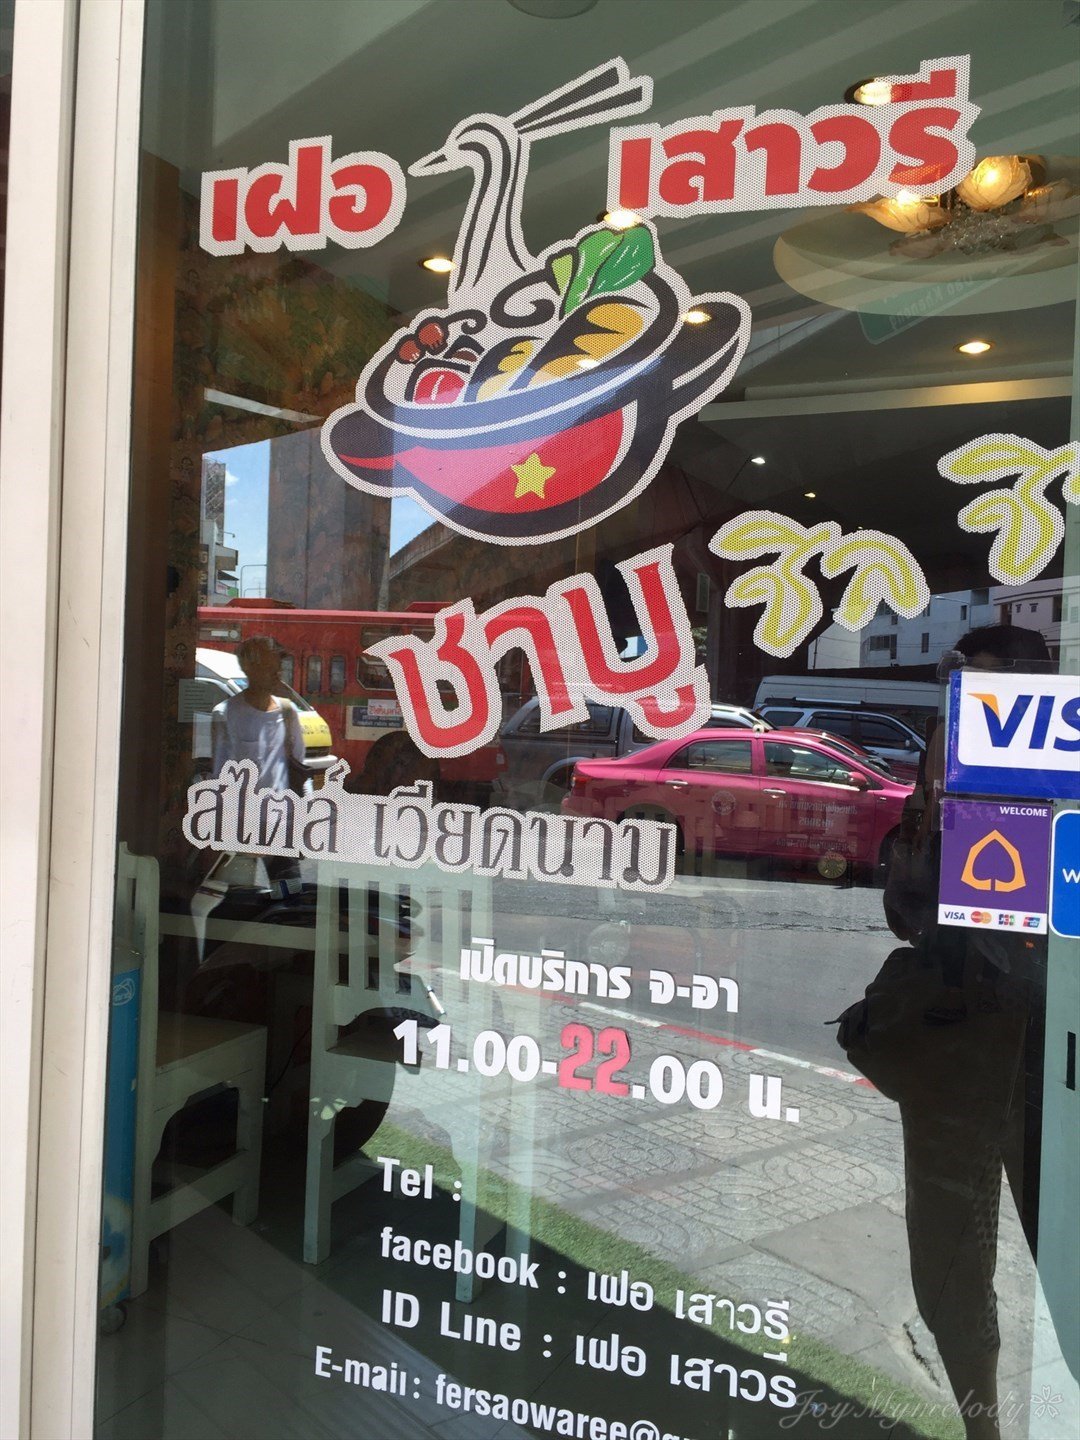 เฝอ เสาวรี
ชาบู ชิล
สไตล์ เวียดนาม
เปิดบริการ จ-อา
11.00-22.00 น.
Tel :
facebook : เฝอ เสาวรี
ID Line : เฝอ เสาวรี
E-mail : fersaowaree@
VIS
WELCOME
VISA
JoyMymelody